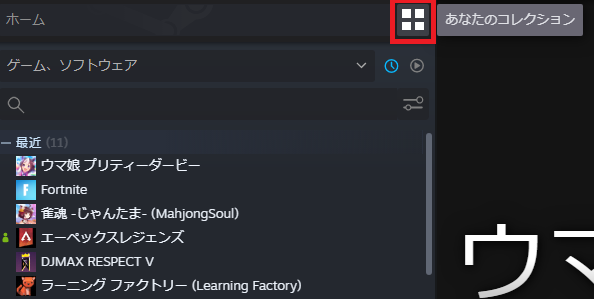 ホーム
あなたのコレクション
ゲーム、ソフトウェア
最近 (11)
ウマ娘 プリティーダービー
Fortnite
雀魂 -じゃんたま- (MahjongSoul)
エーペックスレジェンズ
DJMAX RESPECT V
ラーニング ファクトリー (Learning Factory)
ウマ